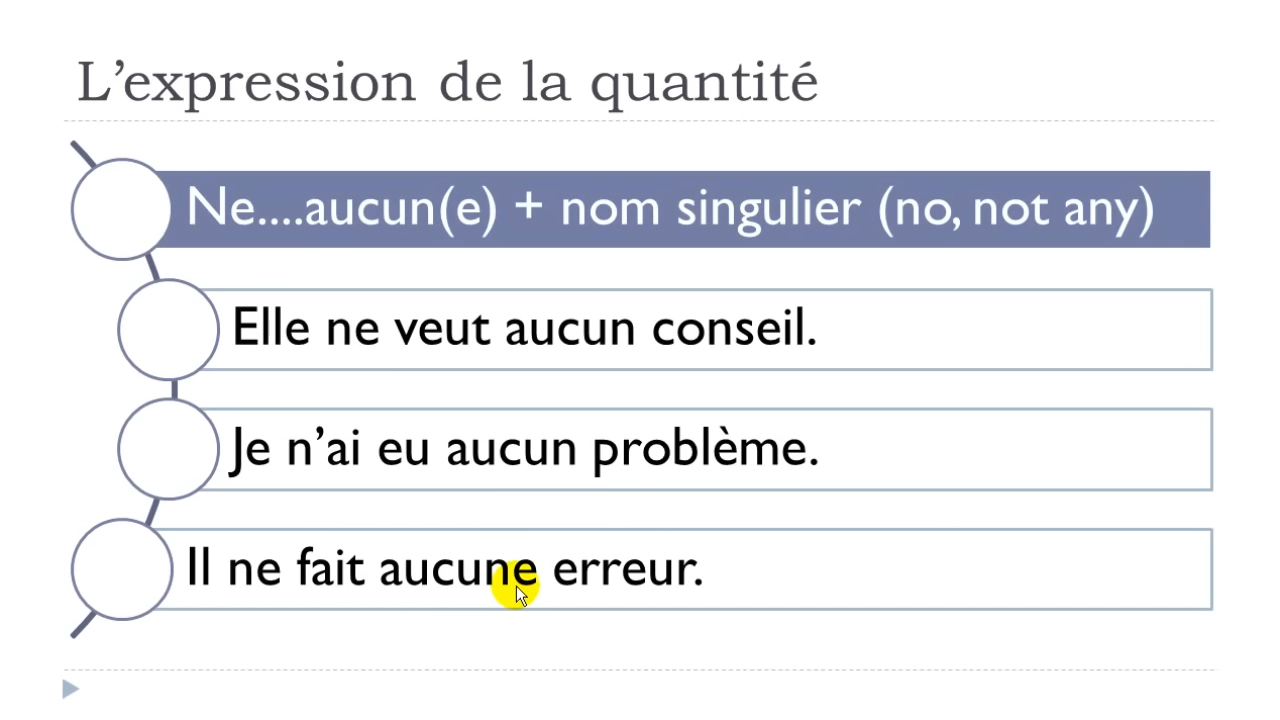 L’expression de la quantité
Ne....aucun(e) + nom singulier (no, not any)
Elle ne veut aucun conseil.
Je n’ai eu aucun problème.
Il ne fait aucune erreur.